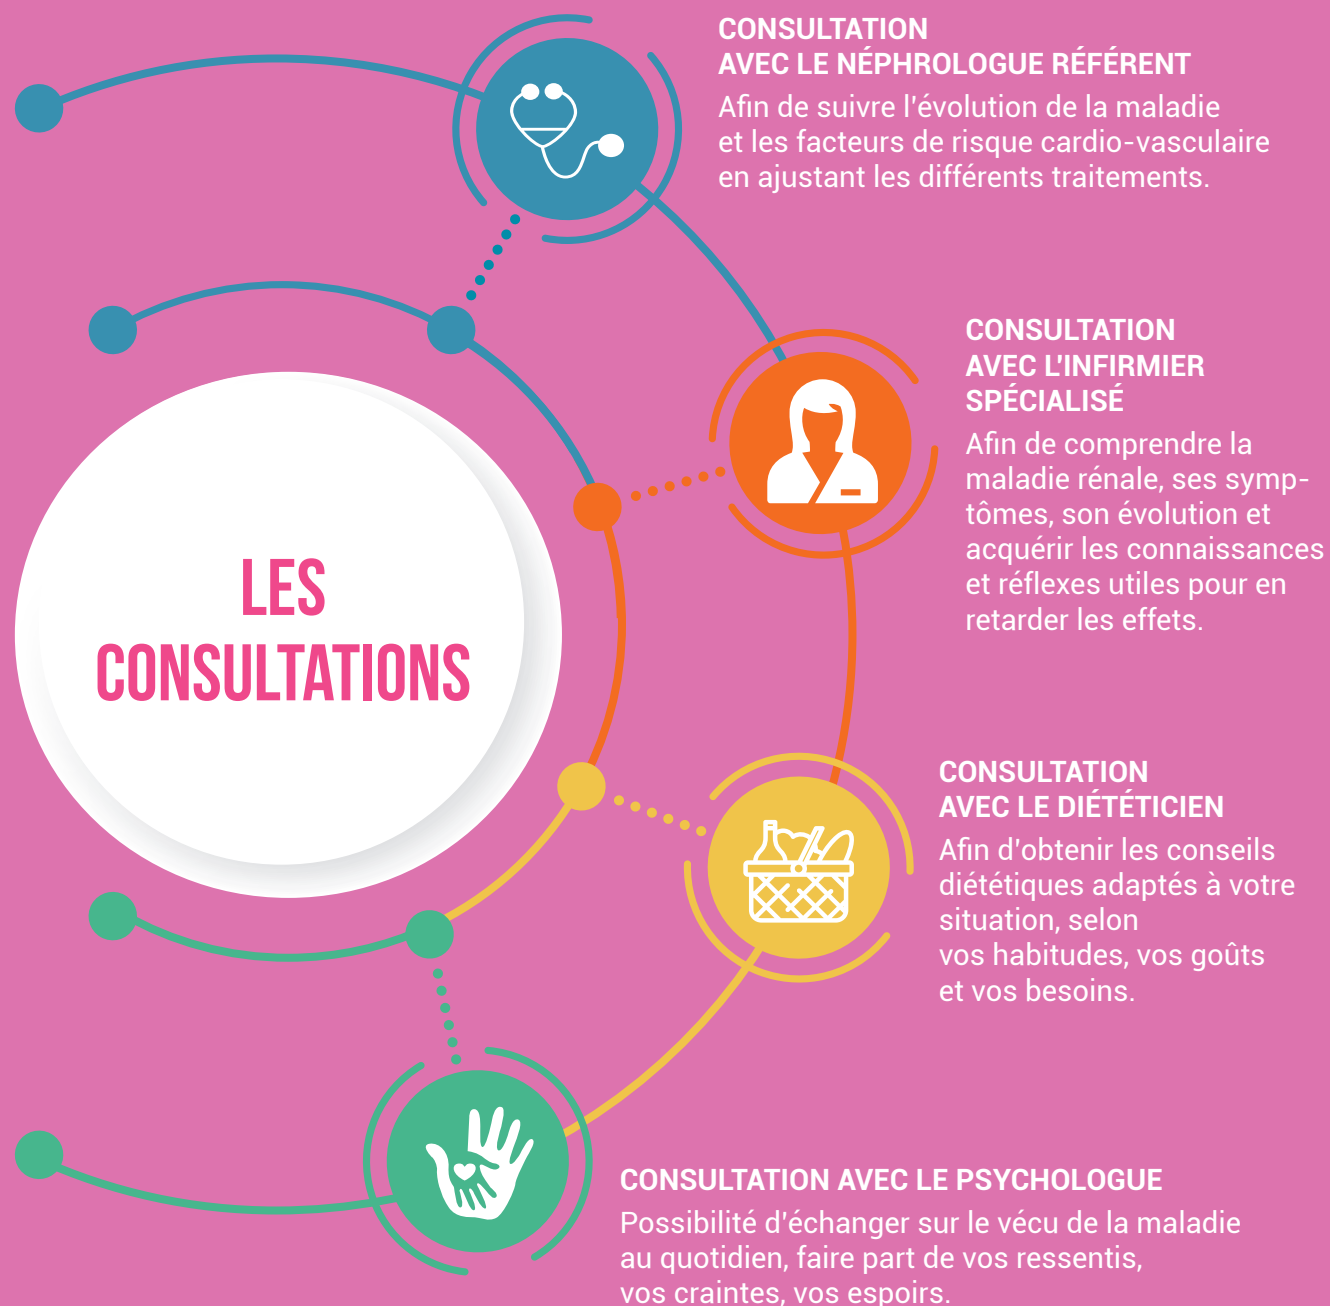 CONSULTATION
AVEC LE NÉPHROLOGUE RÉFÉRENT
Afin de suivre l'évolution de la maladie
et les facteurs de risque cardio-vasculaire
en ajustant les différents traitements.
CONSULTATION
AVEC L'INFIRMIER
SPÉCIALISÉ
Afin de comprendre la
maladie rénale, ses symp-
tômes, son évolution et
acquérir les connaissances
et réflexes utiles pour en
retarder les effets.
LES
CONSULTATIONS
CONSULTATION
AVEC LE DIÉTÉTICIEN
Afin d'obtenir les conseils
diététiques adaptés à votre
situation, selon
vos habitudes, vos goûts
et vos besoins.
CONSULTATION AVEC LE PSYCHOLOGUE
Possibilité d'échanger sur le vécu de la maladie
au quotidien, faire part de vos ressentis,
vos craintes, vos espoirs.